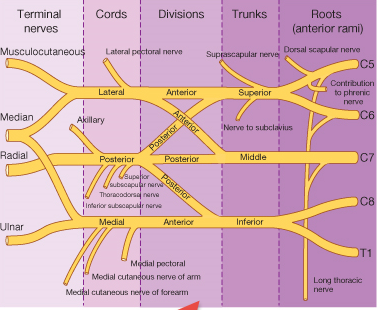 Terminal nerves
Cords
Divisions
Trunks
Roots
(anterior rami)
Musculocutaneous
Lateral pectoral nerve
Suprascapular nerve
Dorsal scapular nerve
C5
Contribution
to phrenic
nerve
Lateral
Anterior
Superior
Median
Axillary
Anterior
Posterior
Nerve to subclavius
C6
Radial
Posterior
Posterior
Middle
C7
Superior
subscapular nerve
Thoracodorsal nerve
Inferior subscapular nerve
Posterior
C8
Ulnar
Medial
Anterior
Inferior
T1
Medial pectoral
Medial cutaneous nerve of arm
Medial cutaneous nerve of forearm
Long thoracic
nerve